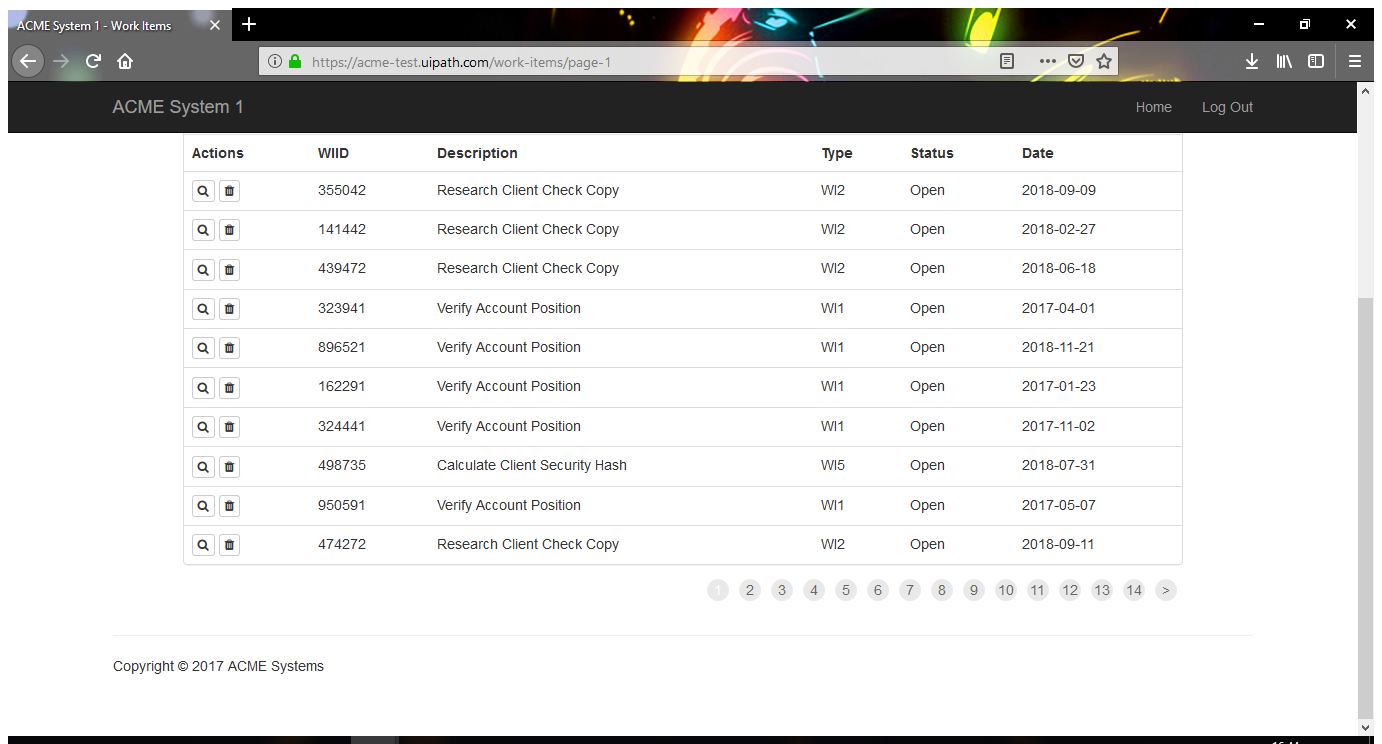 ACME System 1 - Work Items
https://acme-test.uipath.com/work-items/page-1
ACME System 1 Home Log Out
Actions WIID Description Type Status Date
355042 Research Client Check Copy WI2 Open 2018-09-09
141442 Research Client Check Copy WI2 Open 2018-02-27
439472 Research Client Check Copy WI2 Open 2018-06-18
323941 Verify Account Position WI1 Open 2017-04-01
896521 Verify Account Position WI1 Open 2018-11-21
162291 Verify Account Position WI1 Open 2017-01-23
324441 Verify Account Position WI1 Open 2017-11-02
498735 Calculate Client Security Hash WI5 Open 2018-07-31
950591 Verify Account Position WI1 Open 2017-05-07
474272 Research Client Check Copy WI2 Open 2018-09-11
1 2 3 4 5 6 7 8 9 10 11 12 13 14 >
Copyright © 2017 ACME Systems